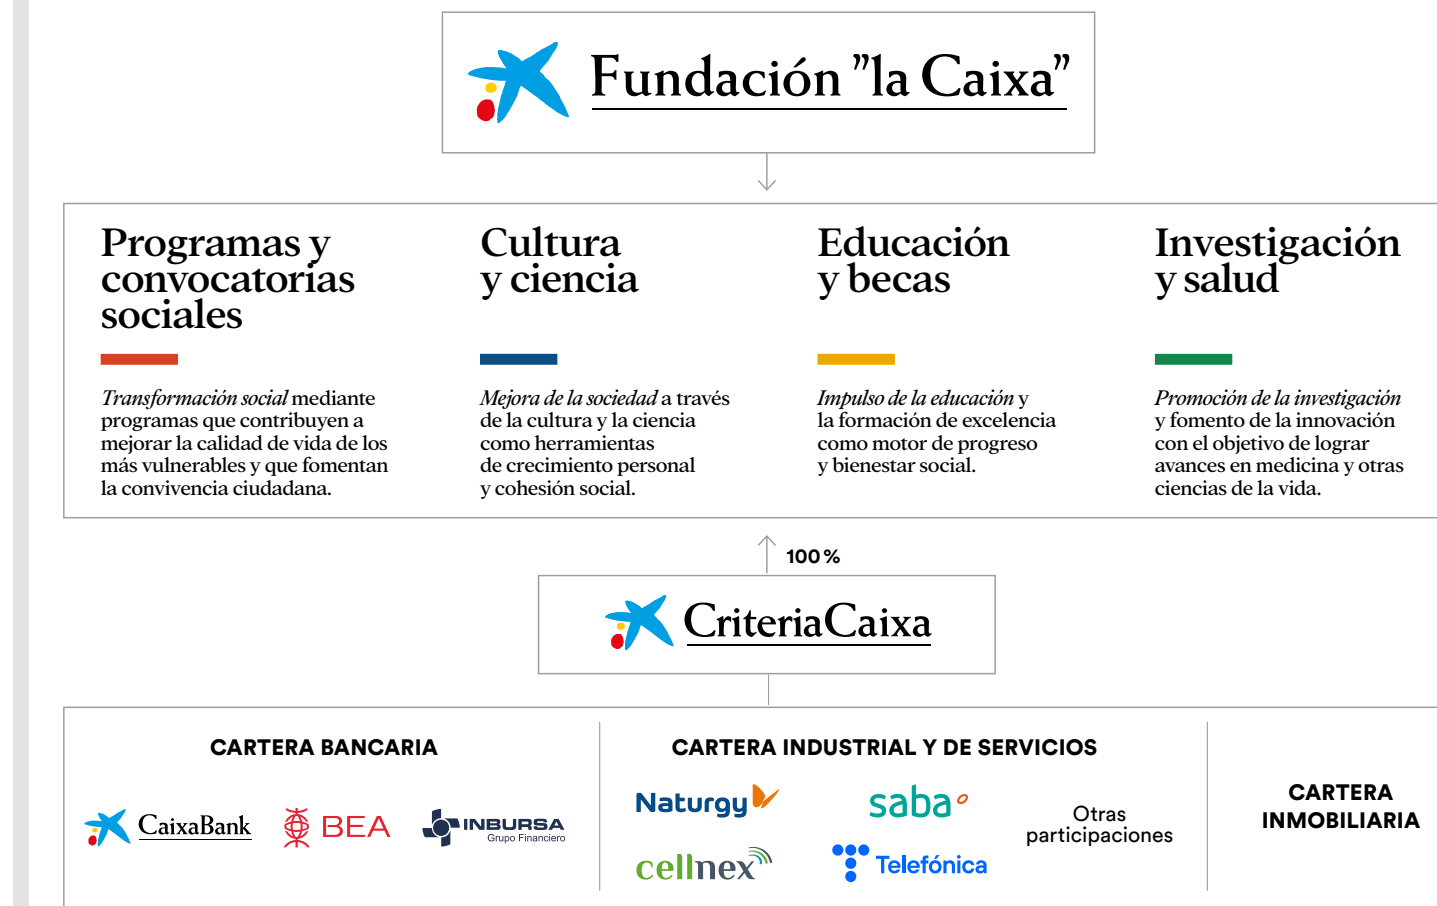 Fundación ”la Caixa”
Programas y
convocatorias
sociales
Transformación social mediante
programas que contribuyen a
mejorar la calidad de vida de los
más vulnerables y que fomentan
la convivencia ciudadana.
Cultura
y ciencia
Mejora de la sociedad a través
de la cultura y la ciencia
como herramientas
de crecimiento personal
y cohesión social.
Educación
y becas
Impulso de la educación y
la formación de excelencia
como motor de progreso
y bienestar social.
Investigación
y salud
Promoción de la investigación
y fomento de la innovación
con el objetivo de lograr
avances en medicina y otras
ciencias de la vida.
100 %
CriteriaCaixa
CARTERA BANCARIA
CaixaBank
BEA
INBURSA
Grupo Financiero
CARTERA INDUSTRIAL Y DE SERVICIOS
Naturgy
saba
cellnex
Telefónica
Otras
participaciones
CARTERA
INMOBILIARIA